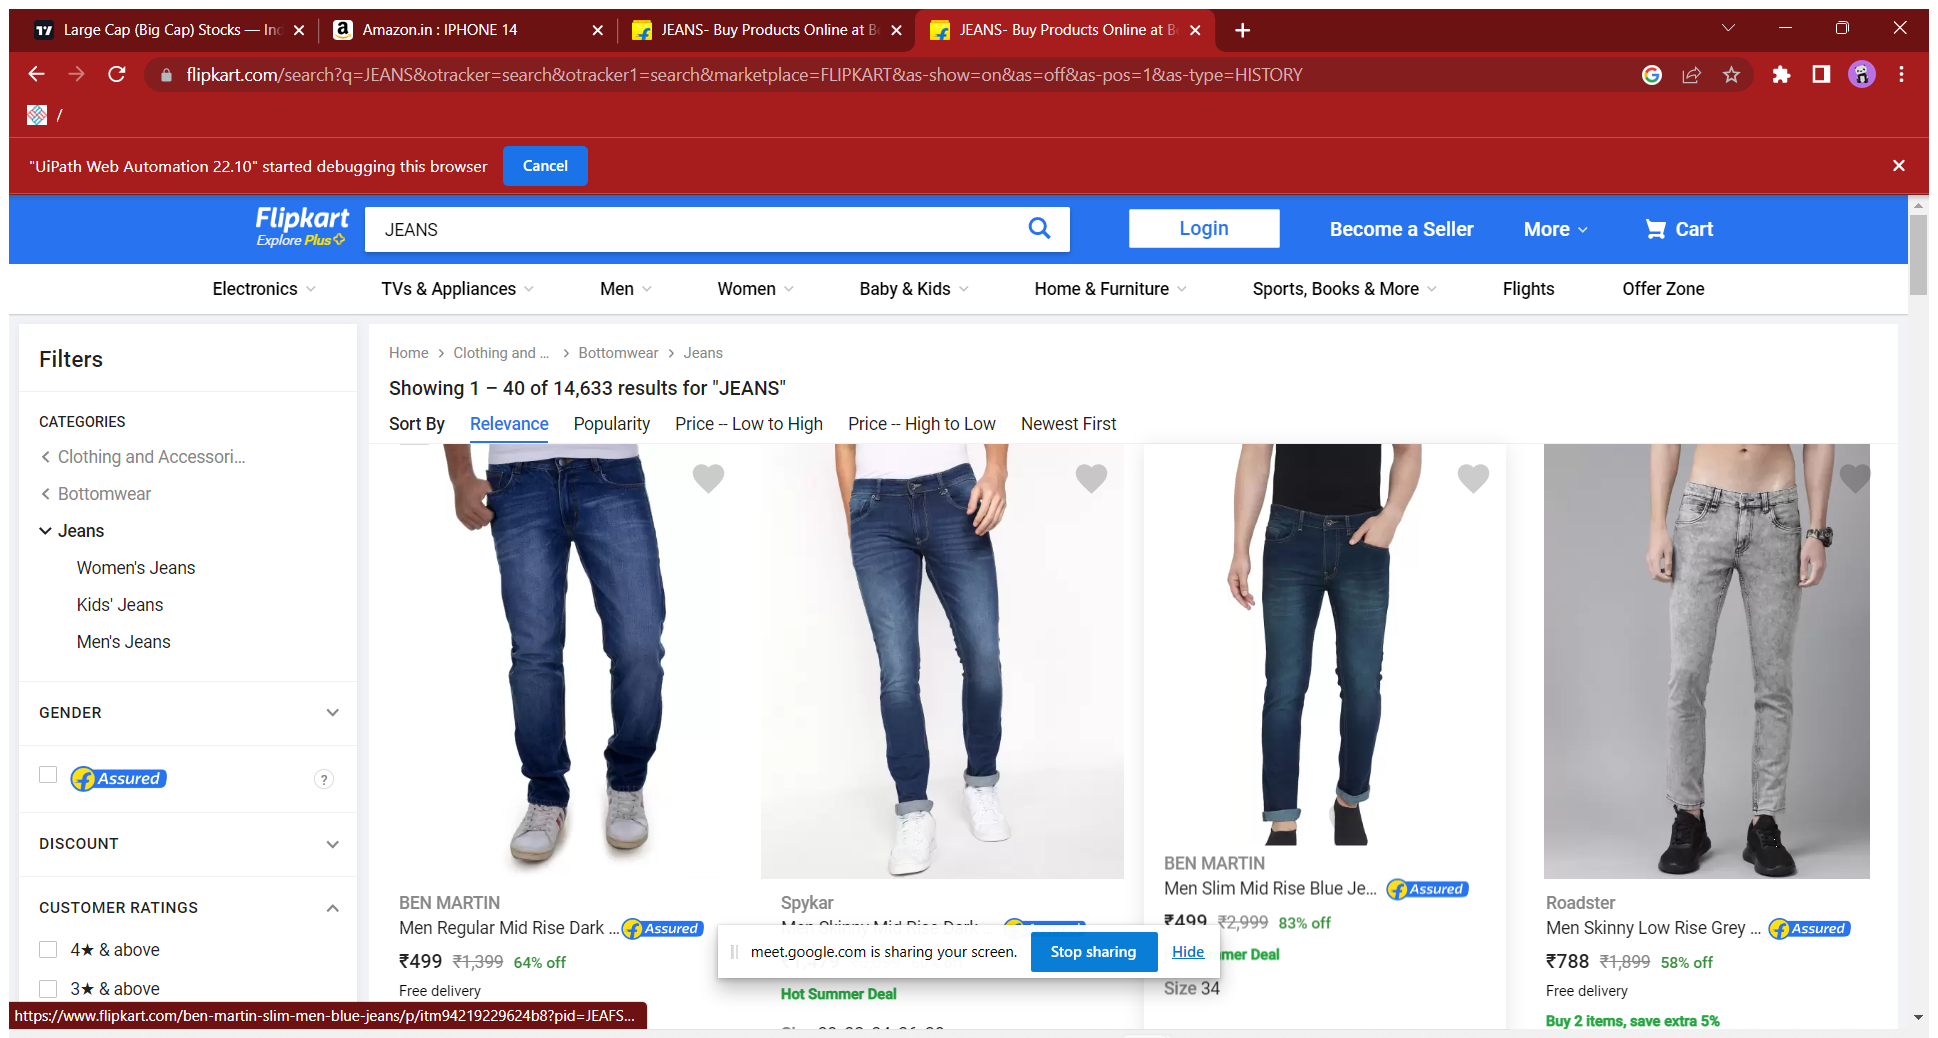 Large Cap (Big Cap) Stocks — Ind
Amazon.in : IPHONE 14
JEANS- Buy Products Online at Be
JEANS- Buy Products Online at Be
flipkart.com/search?q=JEANS&otracker=search&otracker1=search&marketplace=FLIPKART&as-show=on&as=off&as-pos=1&as-type=HISTORY
/
"UiPath Web Automation 22.10" started debugging this browser
Cancel
Flipkart
Explore Plus
JEANS
Login
Become a Seller
More
Cart
Electronics
TVs & Appliances
Men
Women
Baby & Kids
Home & Furniture
Sports, Books & More
Flights
Offer Zone
Filters
CATEGORIES
Clothing and Accessori...
Bottomwear
Jeans
Women's Jeans
Kids' Jeans
Men's Jeans
GENDER
Assured
?
DISCOUNT
CUSTOMER RATINGS
4★ & above
3★ & above
Home > Clothing and ... > Bottomwear > Jeans
Showing 1 – 40 of 14,633 results for "JEANS"
Sort By Relevance Popularity Price -- Low to High Price -- High to Low Newest First
BEN MARTIN
Men Regular Mid Rise Dark ... Assured
₹499 ₹1,399 64% off
Free delivery
Spykar
Men Skinny Mid Rise Dark ...
Hot Summer Deal
BEN MARTIN
Men Slim Mid Rise Blue Je... Assured
₹499 ₹2,999 83% off
mer Deal
Size 34
Roadster
Men Skinny Low Rise Grey ... Assured
₹788 ₹1,899 58% off
Free delivery
Buy 2 items, save extra 5%
meet.google.com is sharing your screen.
Stop sharing
Hide
https://www.flipkart.com/ben-martin-slim-men-blue-jeans/p/itm94219229624b8?pid=JEAFS...